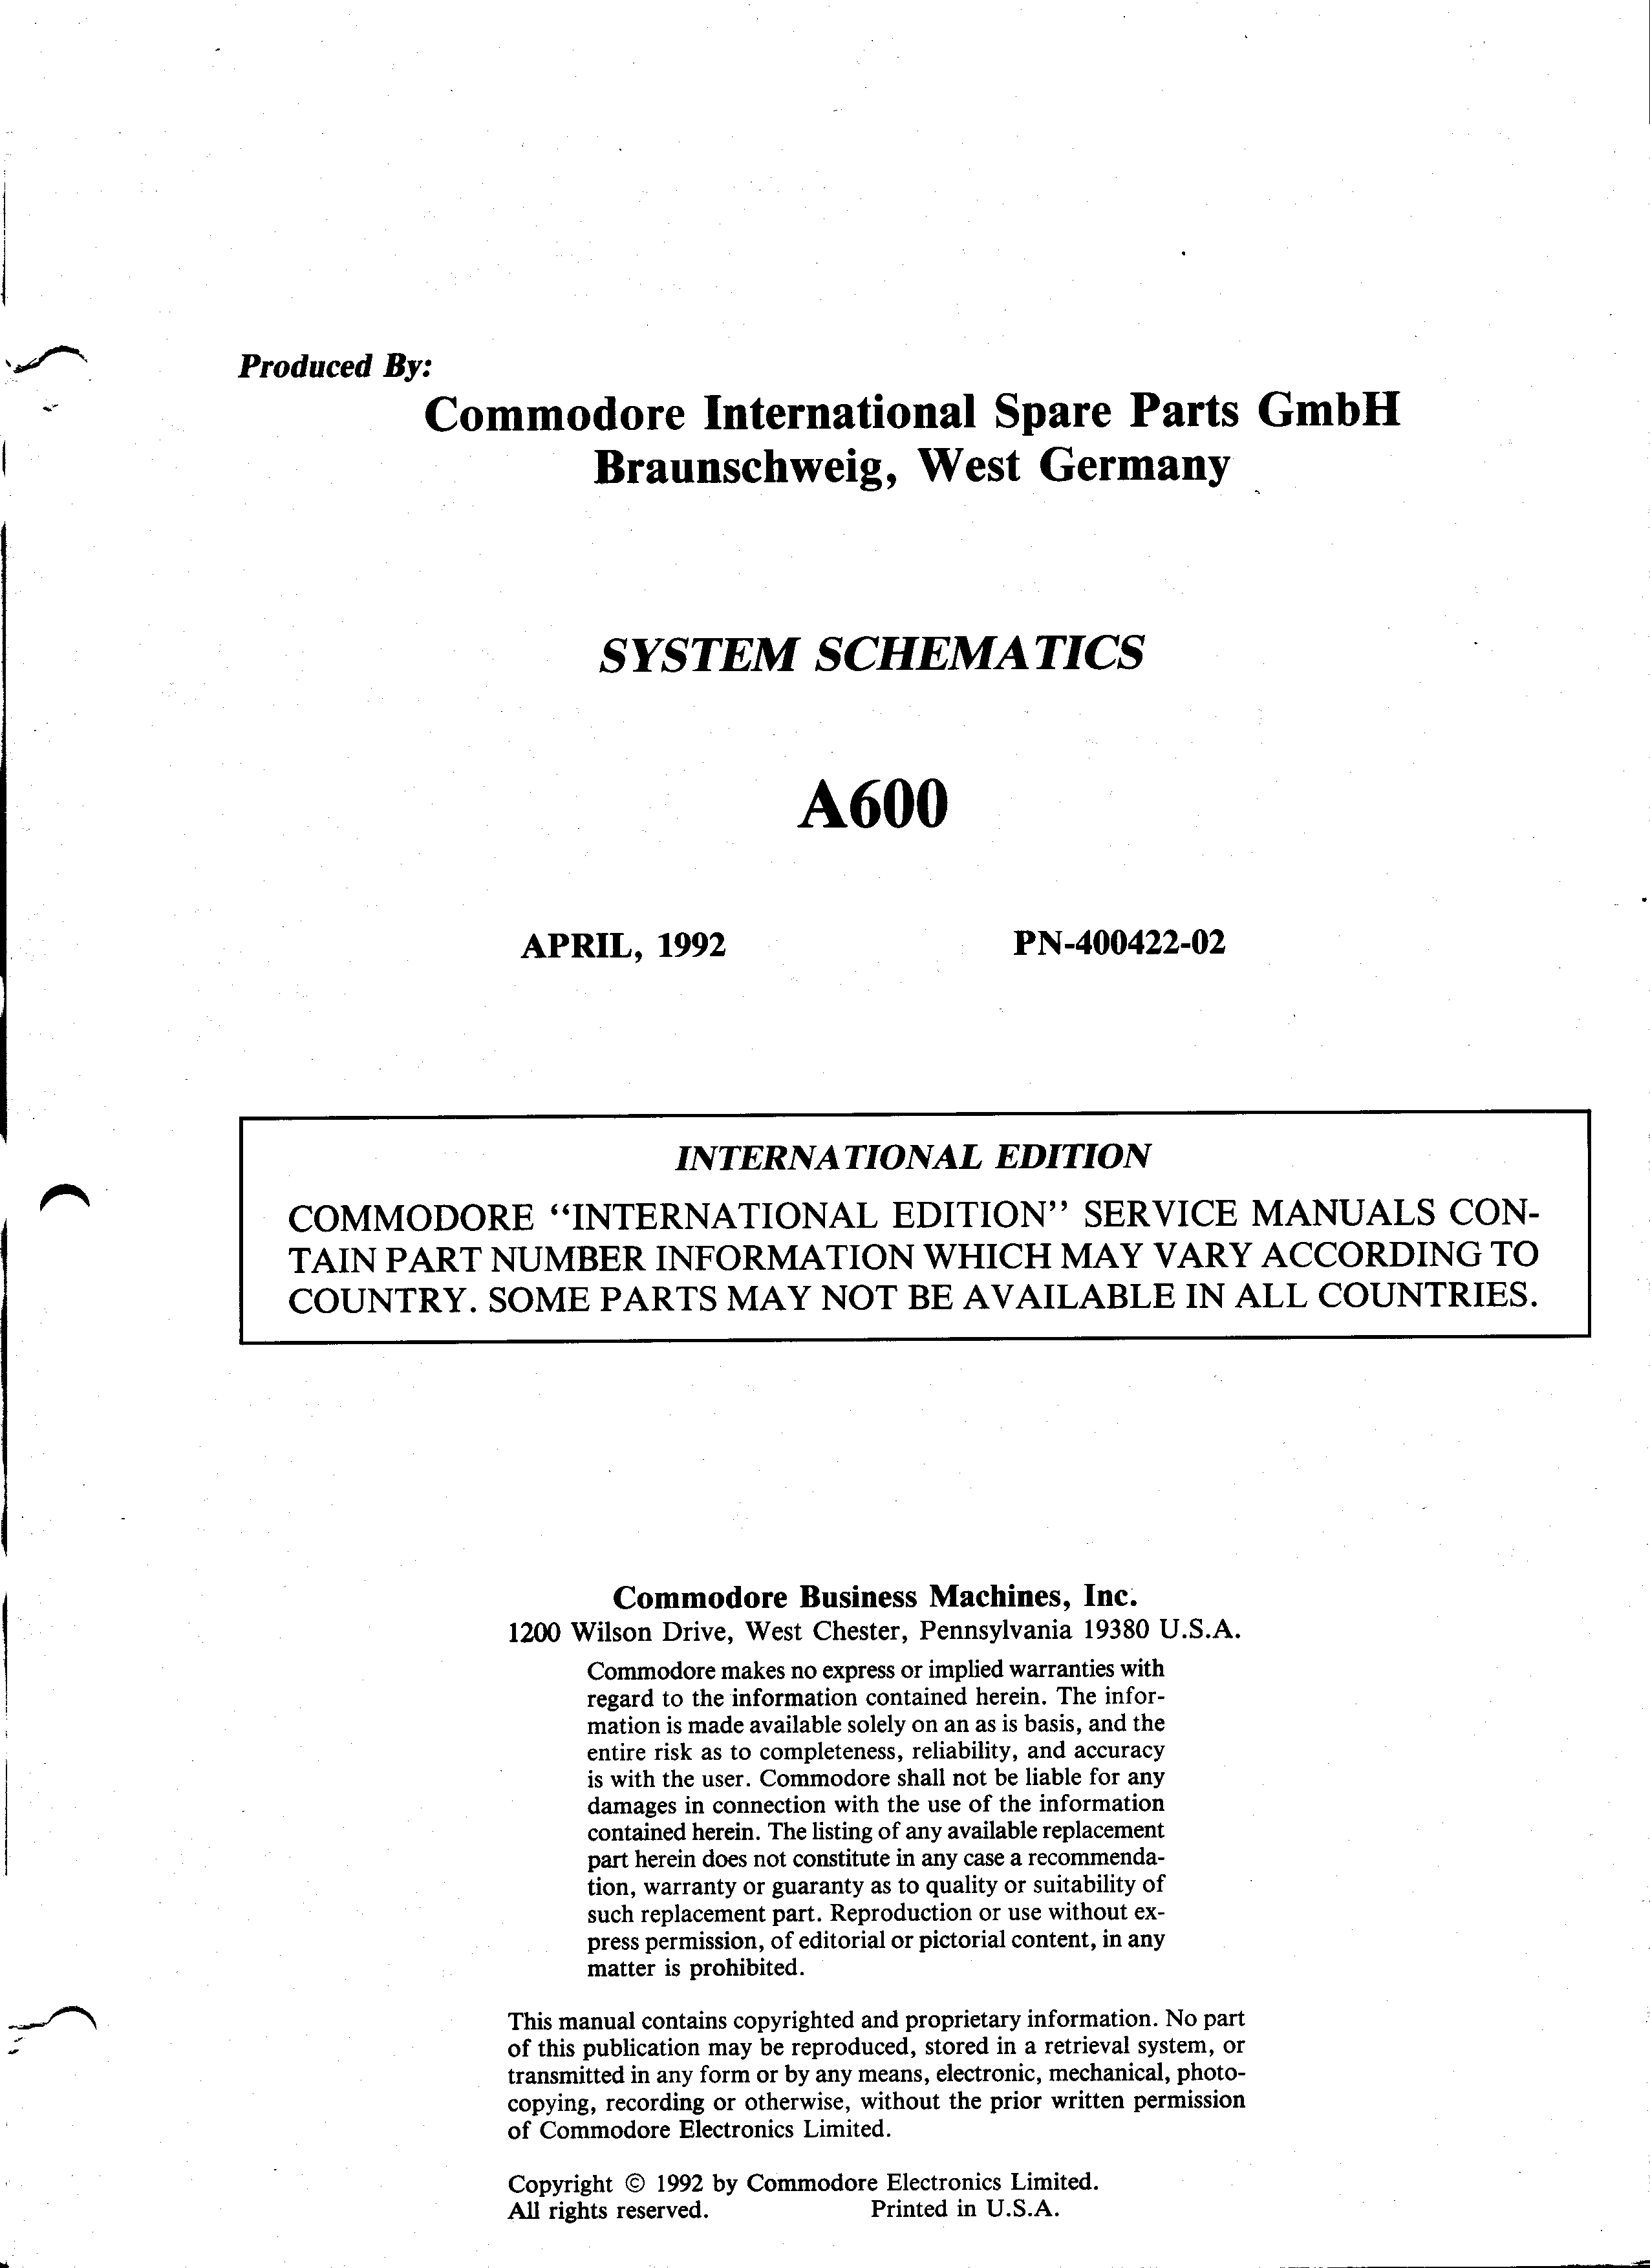 Produced By:
Commodore International Spare Parts GmbH
Braunschweig, West Germany
SYSTEM SCHEMATICS
A600
APRIL, 1992 PN-400422-02
INTERNATIONAL EDITION
COMMODORE “INTERNATIONAL EDITION” SERVICE MANUALS CON-
TAIN PART NUMBER INFORMATION WHICH MAY VARY ACCORDING TO
COUNTRY. SOME PARTS MAY NOT BE AVAILABLE IN ALL COUNTRIES.
Commodore Business Machines, Inc.
1200 Wilson Drive, West Chester, Pennsylvania 19380 U.S.A.
Commodore makes no express or implied warranties with
regard to the information contained herein. The infor-
mation is made available solely on an as is basis, and the
entire risk as to completeness, reliability, and accuracy
is with the user. Commodore shall not be liable for any
damages in connection with the use of the information
contained herein. The listing of any available replacement
part herein does not constitute in any case a recommenda-
tion, warranty or guaranty as to quality or suitability of
such replacement part. Reproduction or use without ex-
press permission, of editorial or pictorial content, in any
matter is prohibited.
This manual contains copyrighted and proprietary information. No part
of this publication may be reproduced, stored in a retrieval system, or
transmitted in any form or by any means, electronic, mechanical, photo-
copying, recording or otherwise, without the prior written permission
of Commodore Electronics Limited.
Copyright © 1992 by Commodore Electronics Limited.
All rights reserved. Printed in U.S.A.